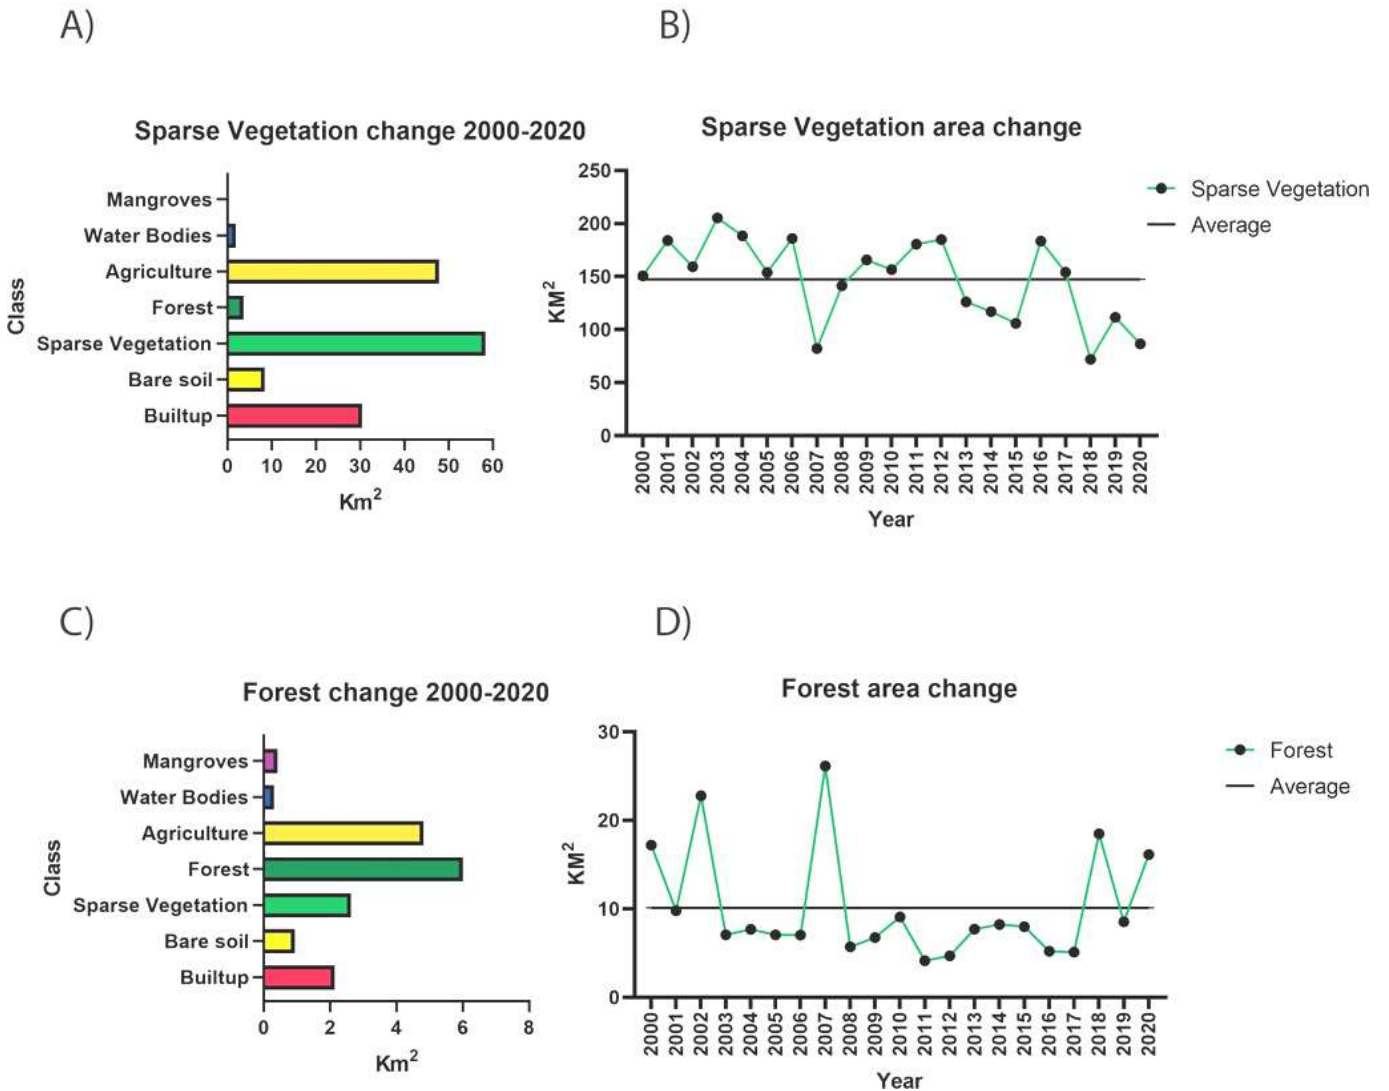 A)
Sparse Vegetation change 2000-2020
Class
Mangroves
Water Bodies
Agriculture
Forest
Sparse Vegetation
Bare soil
Builtup
0 10 20 30 40 50 60
Km²
B)
Sparse Vegetation area change
KM²
250
200
150
100
50
0
2000 2001 2002 2003 2004 2005 2006 2007 2008 2009 2010 2011 2012 2013 2014 2015 2016 2017 2018 2019 2020
Year
Sparse Vegetation
Average
C)
Forest change 2000-2020
Class
Mangroves
Water Bodies
Agriculture
Forest
Sparse Vegetation
Bare soil
Builtup
0 2 4 6 8
Km²
D)
Forest area change
KM²
30
20
10
0
2000 2001 2002 2003 2004 2005 2006 2007 2008 2009 2010 2011 2012 2013 2014 2015 2016 2017 2018 2019 2020
Year
Forest
Average